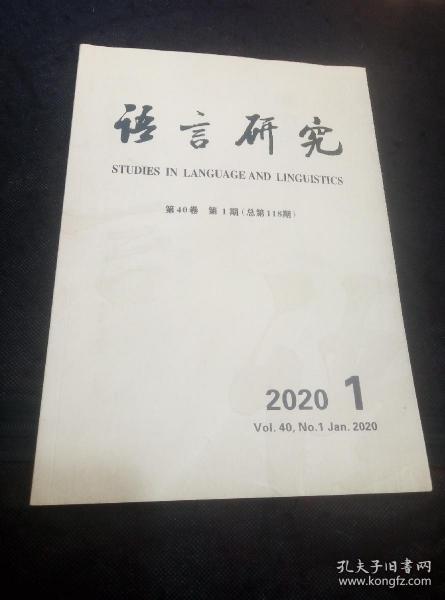 语言研究
STUDIES IN LANGUAGE AND LINGUISTICS
第40卷 第1期(总第118期)
2020 1
Vol. 40, No.1 Jan. 2020
孔夫子旧书网
www.kongfz.com